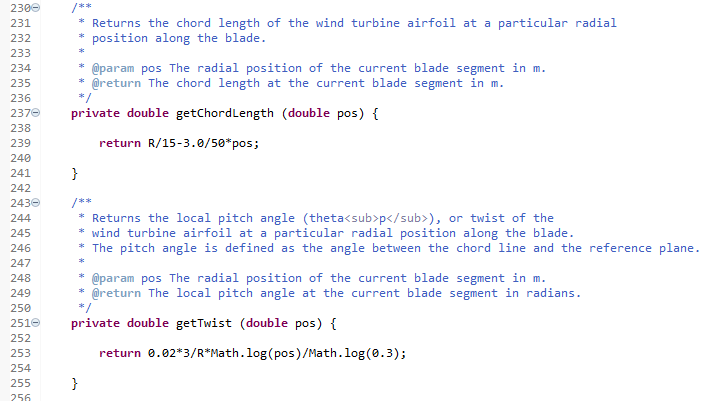 230 /**
231 * Returns the chord length of the wind turbine airfoil at a particular radial
232 * position along the blade.
233 *
234 * @param pos The radial position of the current blade segment in m.
235 * @return The chord length at the current blade segment in m.
236 */
237 private double getChordLength (double pos) {
238
239 return R/15-3.0/50*pos;
240
241 }
242
243 /**
244 * Returns the local pitch angle (theta<sub>p</sub>), or twist of the
245 * wind turbine airfoil at a particular radial position along the blade.
246 * The pitch angle is defined as the angle between the chord line and the reference plane.
247 *
248 * @param pos The radial position of the current blade segment in m.
249 * @return The local pitch angle at the current blade segment in radians.
250 */
251 private double getTwist (double pos) {
252
253 return 0.02*3/R*Math.log(pos)/Math.log(0.3);
254
255 }
256